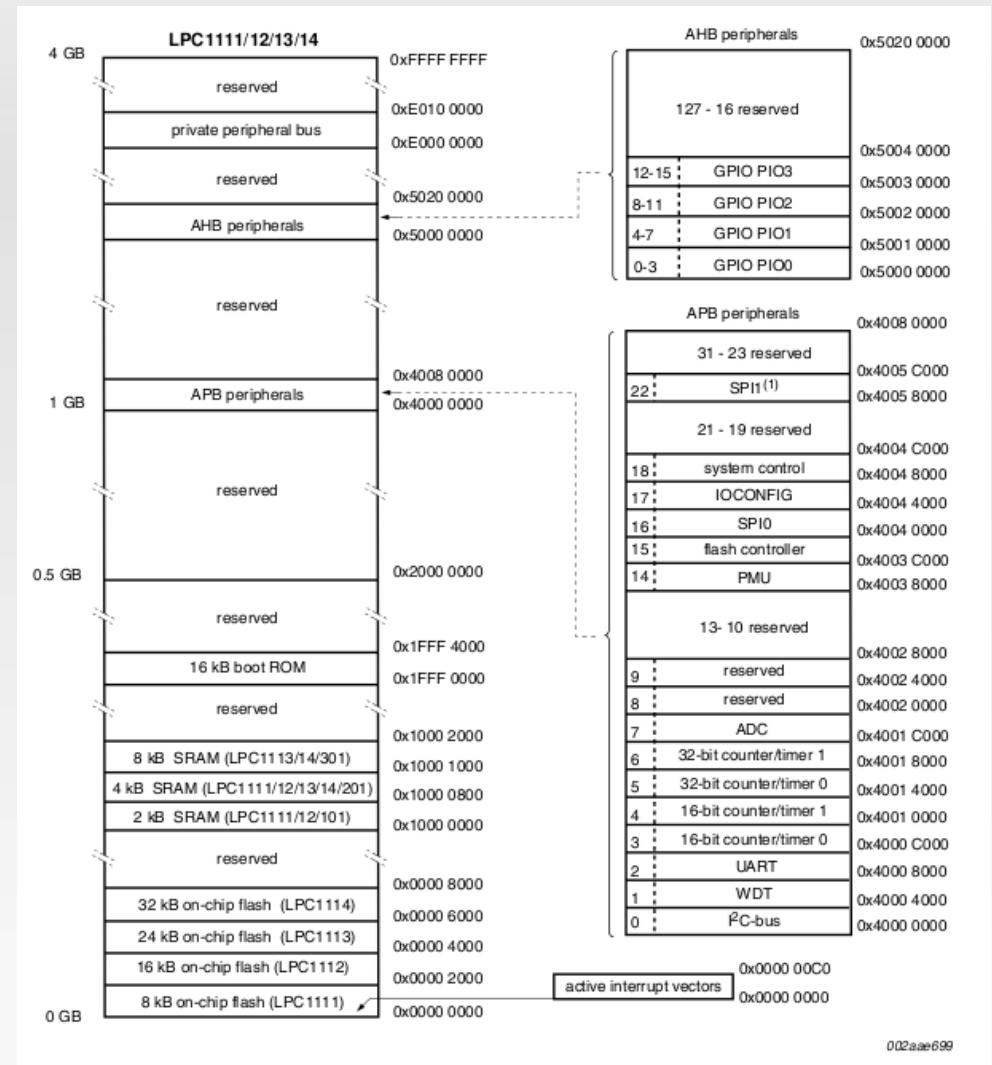 LPC1111/12/13/14
4 GB
0xFFFF FFFF
reserved
0xE010 0000
private peripheral bus
0xE000 0000
reserved
0x5020 0000
AHB peripherals
0x5000 0000
reserved
0x4008 0000
APB peripherals
1 GB
0x4000 0000
reserved
0.5 GB
0x2000 0000
reserved
0x1FFF 4000
16 kB boot ROM
0x1FFF 0000
reserved
0x1000 2000
8 kB SRAM (LPC1113/14/301)
0x1000 1000
4 kB SRAM (LPC1111/12/13/14/201)
0x1000 0800
2 kB SRAM (LPC1111/12/101)
0x1000 0000
reserved
0x0000 8000
32 kB on-chip flash (LPC1114)
0x0000 6000
24 kB on-chip flash (LPC1113)
0x0000 4000
16 kB on-chip flash (LPC1112)
0x0000 2000
8 kB on-chip flash (LPC1111)
0 GB
0x0000 0000
AHB peripherals
0x5020 0000
127 - 16 reserved
0x5004 0000
12-15 GPIO PIO3
0x5003 0000
8-11 GPIO PIO2
0x5002 0000
4-7 GPIO PIO1
0x5001 0000
0-3 GPIO PIO0
0x5000 0000
APB peripherals
0x4008 0000
31 - 23 reserved
0x4005 C000
22 SPI1(1)
0x4005 8000
21 - 19 reserved
0x4004 C000
18 system control
0x4004 8000
17 IOCONFIG
0x4004 4000
16 SPI0
0x4004 0000
15 flash controller
0x4003 C000
14 PMU
0x4003 8000
13- 10 reserved
0x4002 8000
9 reserved
0x4002 4000
8 reserved
0x4002 0000
7 ADC
0x4001 C000
6 32-bit counter/timer 1
0x4001 8000
5 32-bit counter/timer 0
0x4001 4000
4 16-bit counter/timer 1
0x4001 0000
3 16-bit counter/timer 0
0x4000 C000
2 UART
0x4000 8000
1 WDT
0x4000 4000
0 I2C-bus
0x4000 0000
0x0000 00C0
active interrupt vectors
0x0000 0000
002aae699